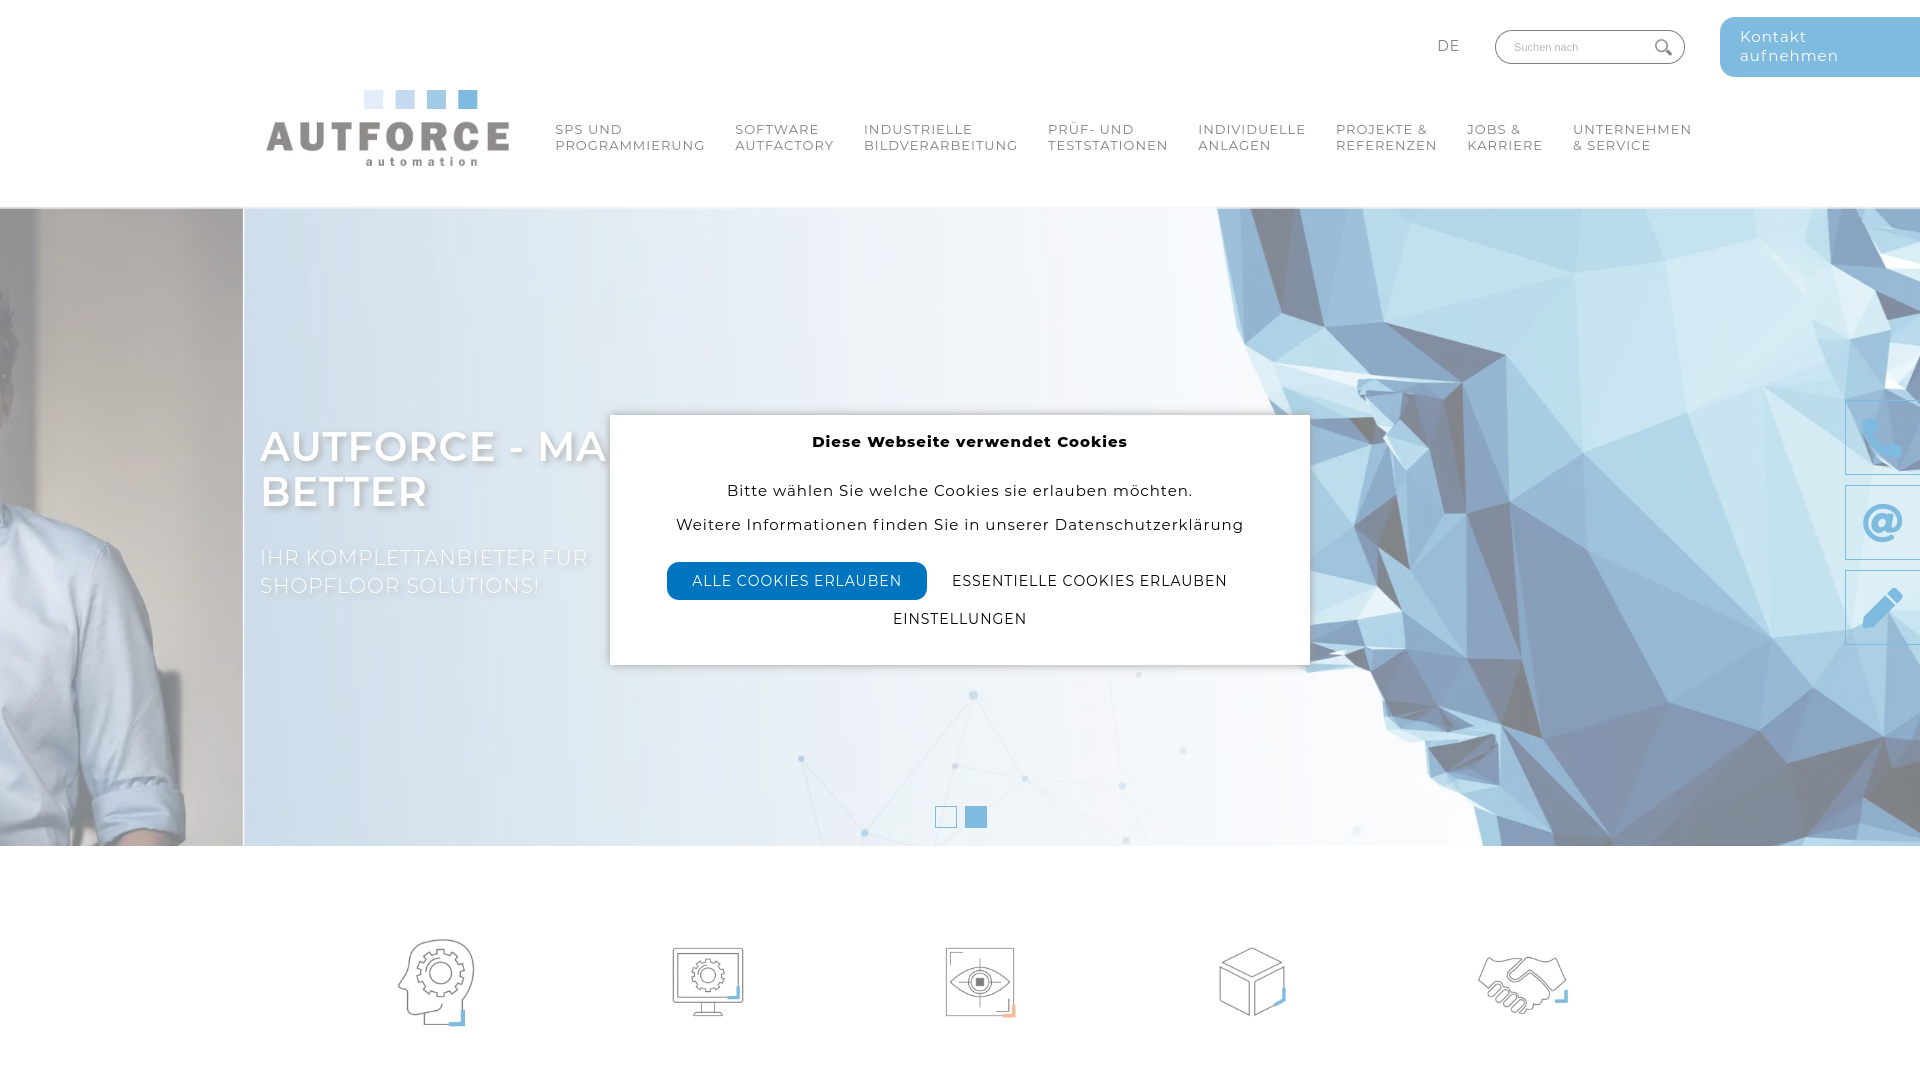 DE
Suchen nach
Kontakt
aufnehmen
AUTFORCE
automation
SPS UND
PROGRAMMIERUNG
SOFTWARE
AUTFACTORY
INDUSTRIELLE
BILDVERARBEITUNG
PRÜF- UND
TESTSTATIONEN
INDIVIDUELLE
ANLAGEN
PROJEKTE &
REFERENZEN
JOBS &
KARRIERE
UNTERNEHMEN
& SERVICE
AUTFORCE - MA
BETTER
IHR KOMPLETTANBIETER FÜR
SHOPFLOOR SOLUTIONS!
Diese Webseite verwendet Cookies
Bitte wählen Sie welche Cookies sie erlauben möchten.
Weitere Informationen finden Sie in unserer Datenschutzerklärung
ALLE COOKIES ERLAUBEN
ESSENTIELLE COOKIES ERLAUBEN
EINSTELLUNGEN